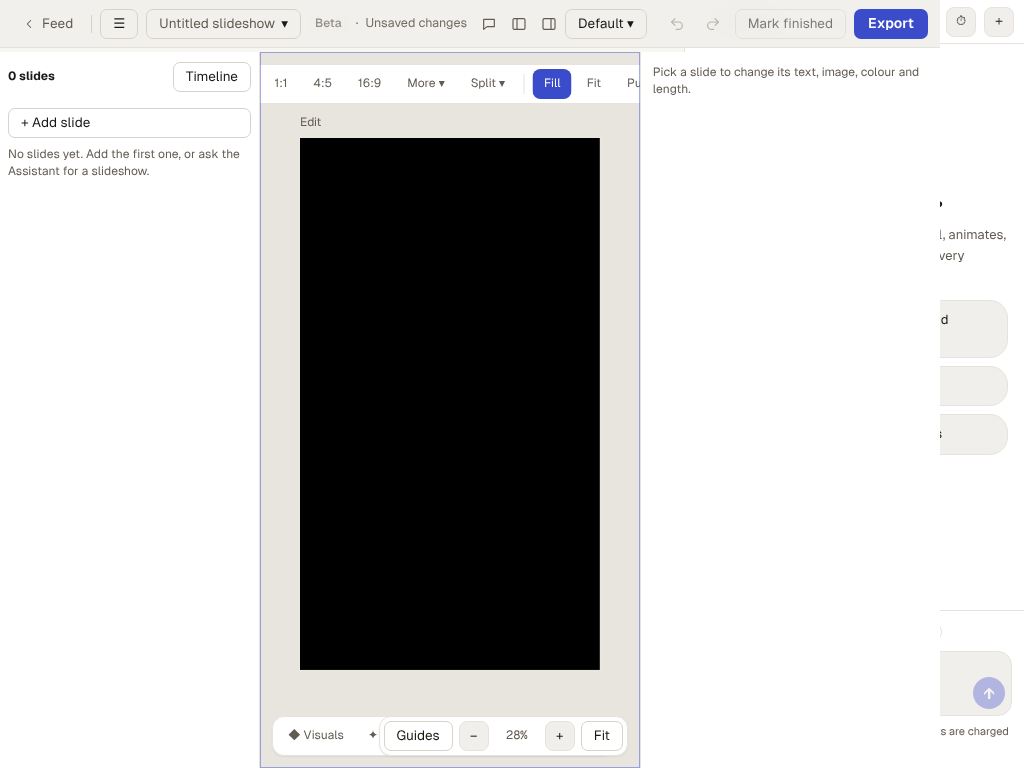 Feed
Untitled slideshow ▾
Beta
· Unsaved changes
Default ▾
Mark finished
Export
0 slides
Timeline
+ Add slide
No slides yet. Add the first one, or ask the
Assistant for a slideshow.
1:1
4:5
16:9
More ▾
Split ▾
Fill
Fit
Pu
Edit
Visuals
Guides
−
28%
+
Fit
Pick a slide to change its text, image, colour and
length.
l, animates,
very
d
s are charged